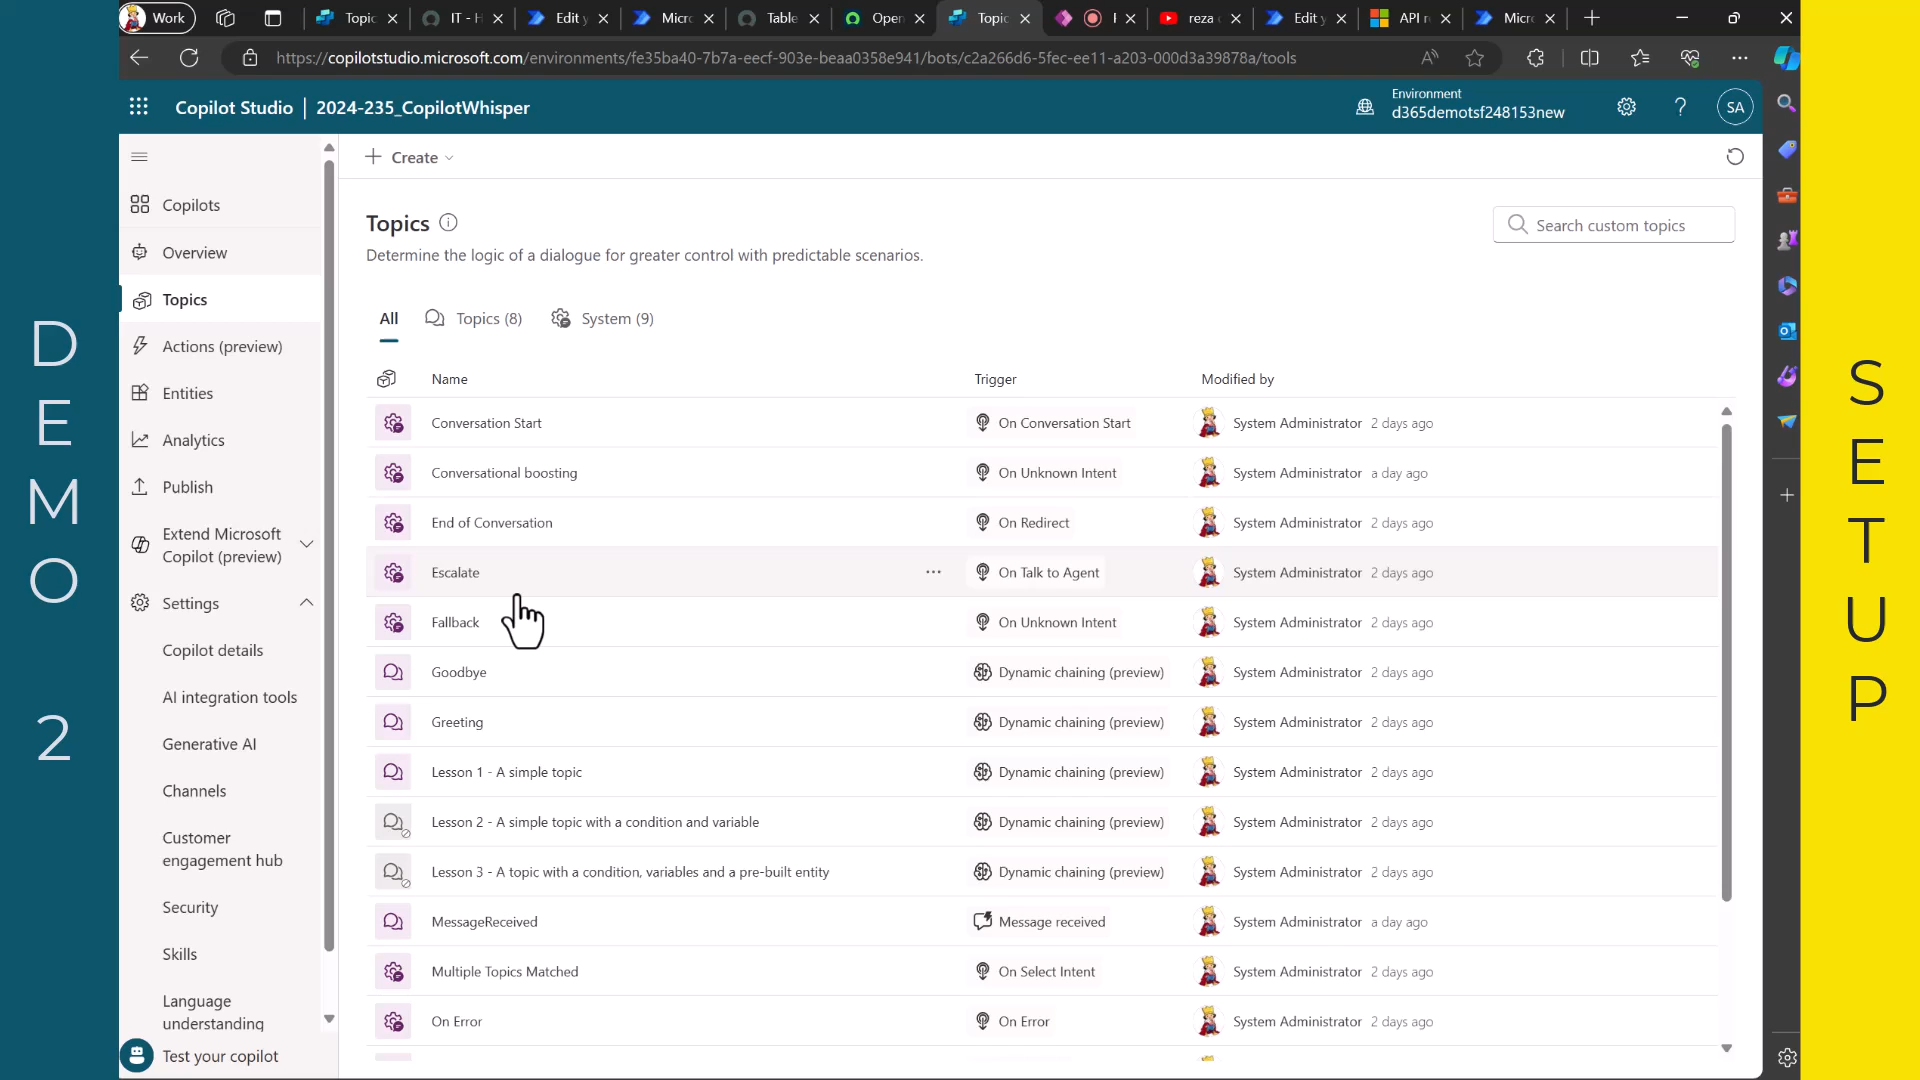 DEMO 2
SETUP
Work
Topic
IT - H
Edit y
Micro
Table
Open
Topic
reza c
Edit y
API r
Micro
https://copilotstudio.microsoft.com/environments/fe35ba40-7b7a-eecf-903e-beaa0358e941/bots/c2a266d6-5fec-ee11-a203-000d3a39878a/tools
Copilot Studio | 2024-235_CopilotWhisper
Environment
d365demotsf248153new
?
SA
Copilots
Overview
Topics
Actions (preview)
Entities
Analytics
Publish
Extend Microsoft
Copilot (preview)
Settings
Copilot details
AI integration tools
Generative AI
Channels
Customer
engagement hub
Security
Skills
Language
understanding
Test your copilot
Create
Topics
Search custom topics
Determine the logic of a dialogue for greater control with predictable scenarios.
All Topics (8) System (9)
Name Trigger Modified by
Conversation Start On Conversation Start System Administrator 2 days ago
Conversational boosting On Unknown Intent System Administrator a day ago
End of Conversation On Redirect System Administrator 2 days ago
Escalate ... On Talk to Agent System Administrator 2 days ago
Fallback On Unknown Intent System Administrator 2 days ago
Goodbye Dynamic chaining (preview) System Administrator 2 days ago
Greeting Dynamic chaining (preview) System Administrator 2 days ago
Lesson 1 - A simple topic Dynamic chaining (preview) System Administrator 2 days ago
Lesson 2 - A simple topic with a condition and variable Dynamic chaining (preview) System Administrator 2 days ago
Lesson 3 - A topic with a condition, variables and a pre-built entity Dynamic chaining (preview) System Administrator 2 days ago
MessageReceived Message received System Administrator a day ago
Multiple Topics Matched On Select Intent System Administrator 2 days ago
On Error On Error System Administrator 2 days ago